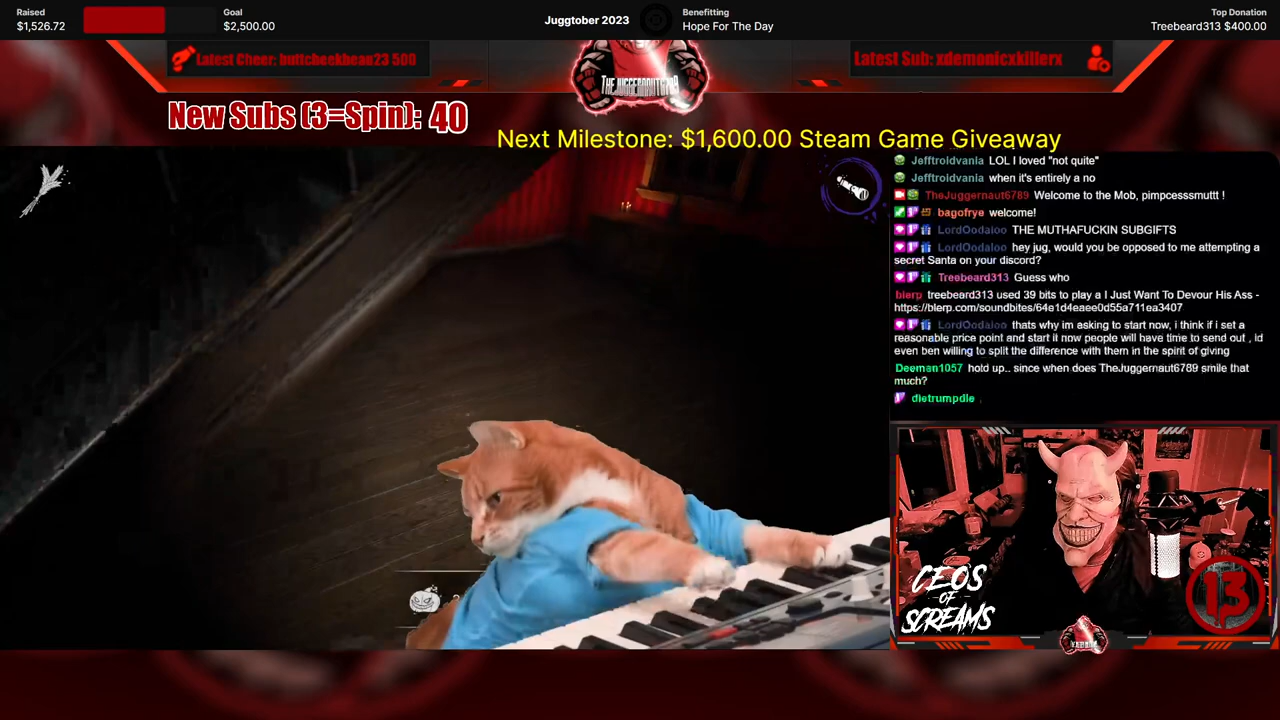 Raised
$1,526.72
Goal
$2,500.00
Juggtober 2023
Benefitting
Hope For The Day
Top Donation
Treebeard313 $400.00
Latest Cheer: buttcheekbeau23 500
THEJUGGERNAUT6789
Latest Sub: xdemonicxkillerx
New Subs (3=Spin): 40
Next Milestone: $1,600.00 Steam Game Giveaway
Jefftroidvania LOL I loved "not quite"
Jefftroidvania when it's entirely a no
TheJuggernaut6789 Welcome to the Mob, pimpcesssmuttt !
bagofrye welcome!
LordOodaloo THE MUTHAFUCKIN SUBGIFTS
LordOodaloo hey jug, would you be opposed to me attempting a
secret Santa on your discord?
Treebeard313 Guess who
blerp treebeard313 used 39 bits to play a I Just Want To Devour His Ass -
https://blerp.com/soundbites/64e1d4eaee0d55a711ea3407
LordOodaloo thats why im asking to start now, i think if i set a
reasonable price point and start it now people will have time to send out , id
even ben willing to split the difference with them in the spirit of giving
Deeman1057 hold up.. since when does TheJuggernaut6789 smile that
much?
dietrumpdie
CEOS
OF
SCREAMS
13